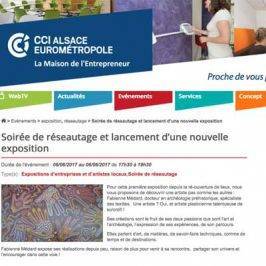 CCI ALSACE
EUROMÉTROPOLE
La Maison de l'Entrepreneur
Proche de vous p
WebTV
Actualités
Evénements
Services
Concept
> Evénements > exposition, réseautage > Soirée de réseautage et lancement d'une nouvelle exposition
Soirée de réseautage et lancement d'une nouvelle
exposition
Durée de l'événement : 06/06/2017 au 06/06/2017 de 17h30 à 19h30
Type(s): Expositions d'entreprises et d'artistes locaux, Soirée de réseautage
Pour cette première exposition depuis la ré-ouverture de lieux, nous
vous proposons de découvrir une artiste pas comme les autres :
Fabienne Médard, docteur en archéologie préhistorique, spécialiste
des textiles. Une artiste ? Oui, et artiste plasticienne talentueuse de
surcroît !
Ses créations sont le fruit de ses deux passions que sont l'art et
l'archéologie, l'expression de ses expériences, de son parcours.
Elles parlent d'art, de matières, de savoir-faire techniques, comme de
temps et de destinations.
Fabienne Médard expose ses réalisations depuis peu, raison de plus pour venir à sa rencontre, partager son univers et
l'encourager dans cette voie !